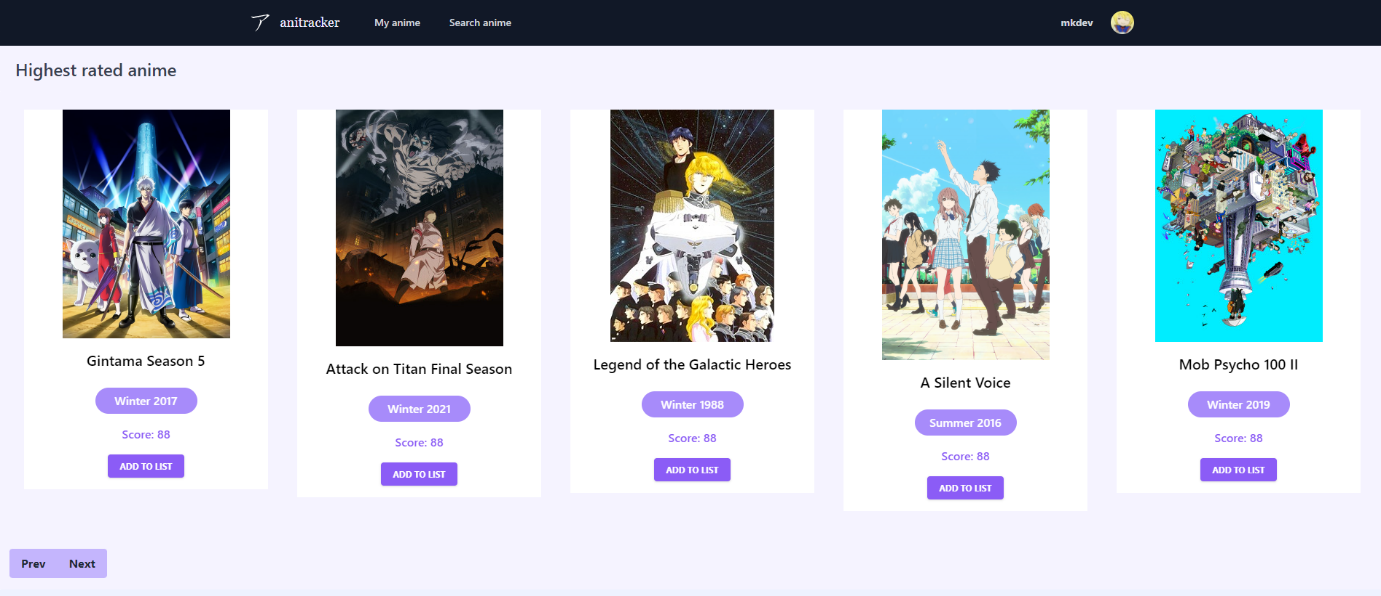 anitracker My anime Search anime mkdev
Highest rated anime
Gintama Season 5
Winter 2017
Score: 88
ADD TO LIST
Attack on Titan Final Season
Winter 2021
Score: 88
ADD TO LIST
Legend of the Galactic Heroes
Winter 1988
Score: 88
ADD TO LIST
A Silent Voice
Summer 2016
Score: 88
ADD TO LIST
Mob Psycho 100 II
Winter 2019
Score: 88
ADD TO LIST
Prev Next